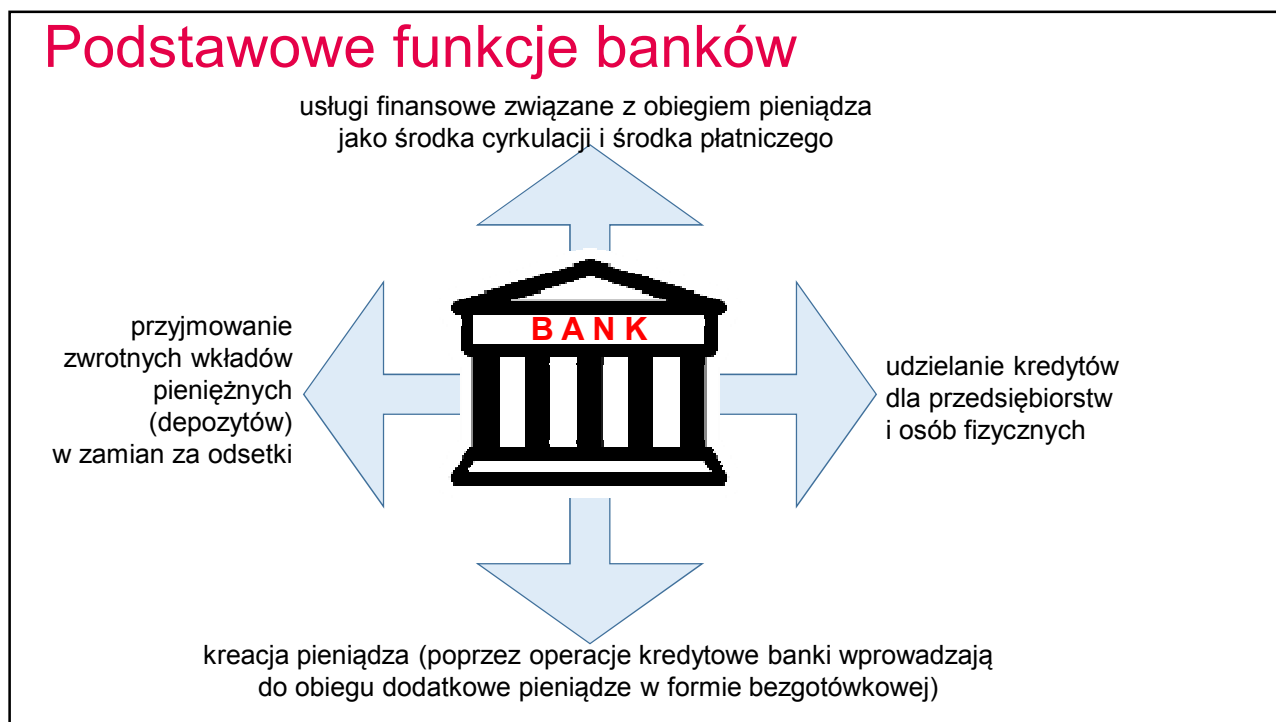 Podstawowe funkcje banków
usługi finansowe związane z obiegiem pieniądza
jako środka cyrkulacji i środka płatniczego
B A N K
przyjmowanie
zwrotnych wkładów
pieniężnych
(depozytów)
w zamian za odsetki
udzielanie kredytów
dla przedsiębiorstw
i osób fizycznych
kreacja pieniądza (poprzez operacje kredytowe banki wprowadzają
do obiegu dodatkowe pieniądze w formie bezgotówkowej)